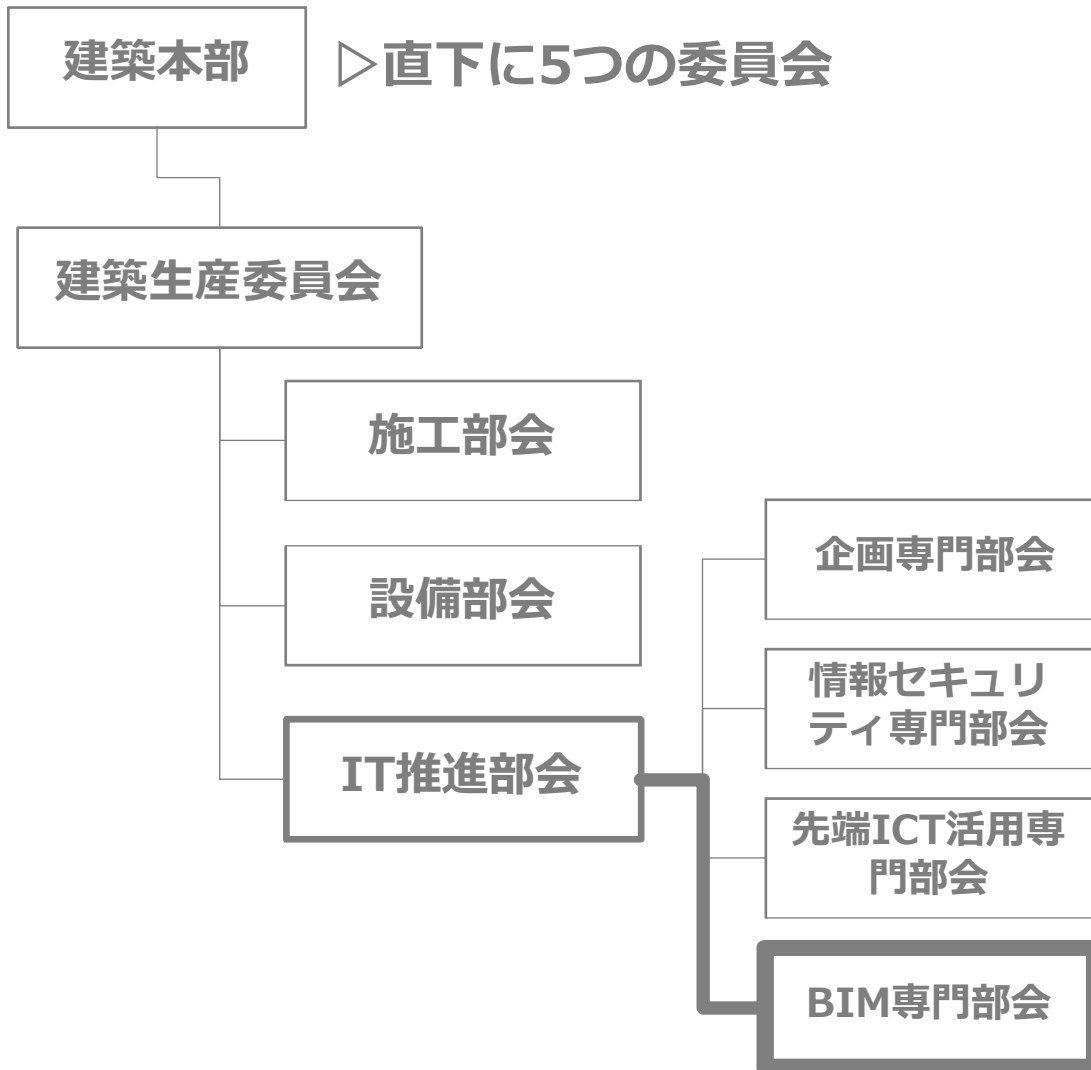 建築本部 ▷直下に5つの委員会
建築生産委員会
施工部会
設備部会
IT推進部会
企画専門部会
情報セキュリ
ティ専門部会
先端ICT活用専
門部会
BIM専門部会